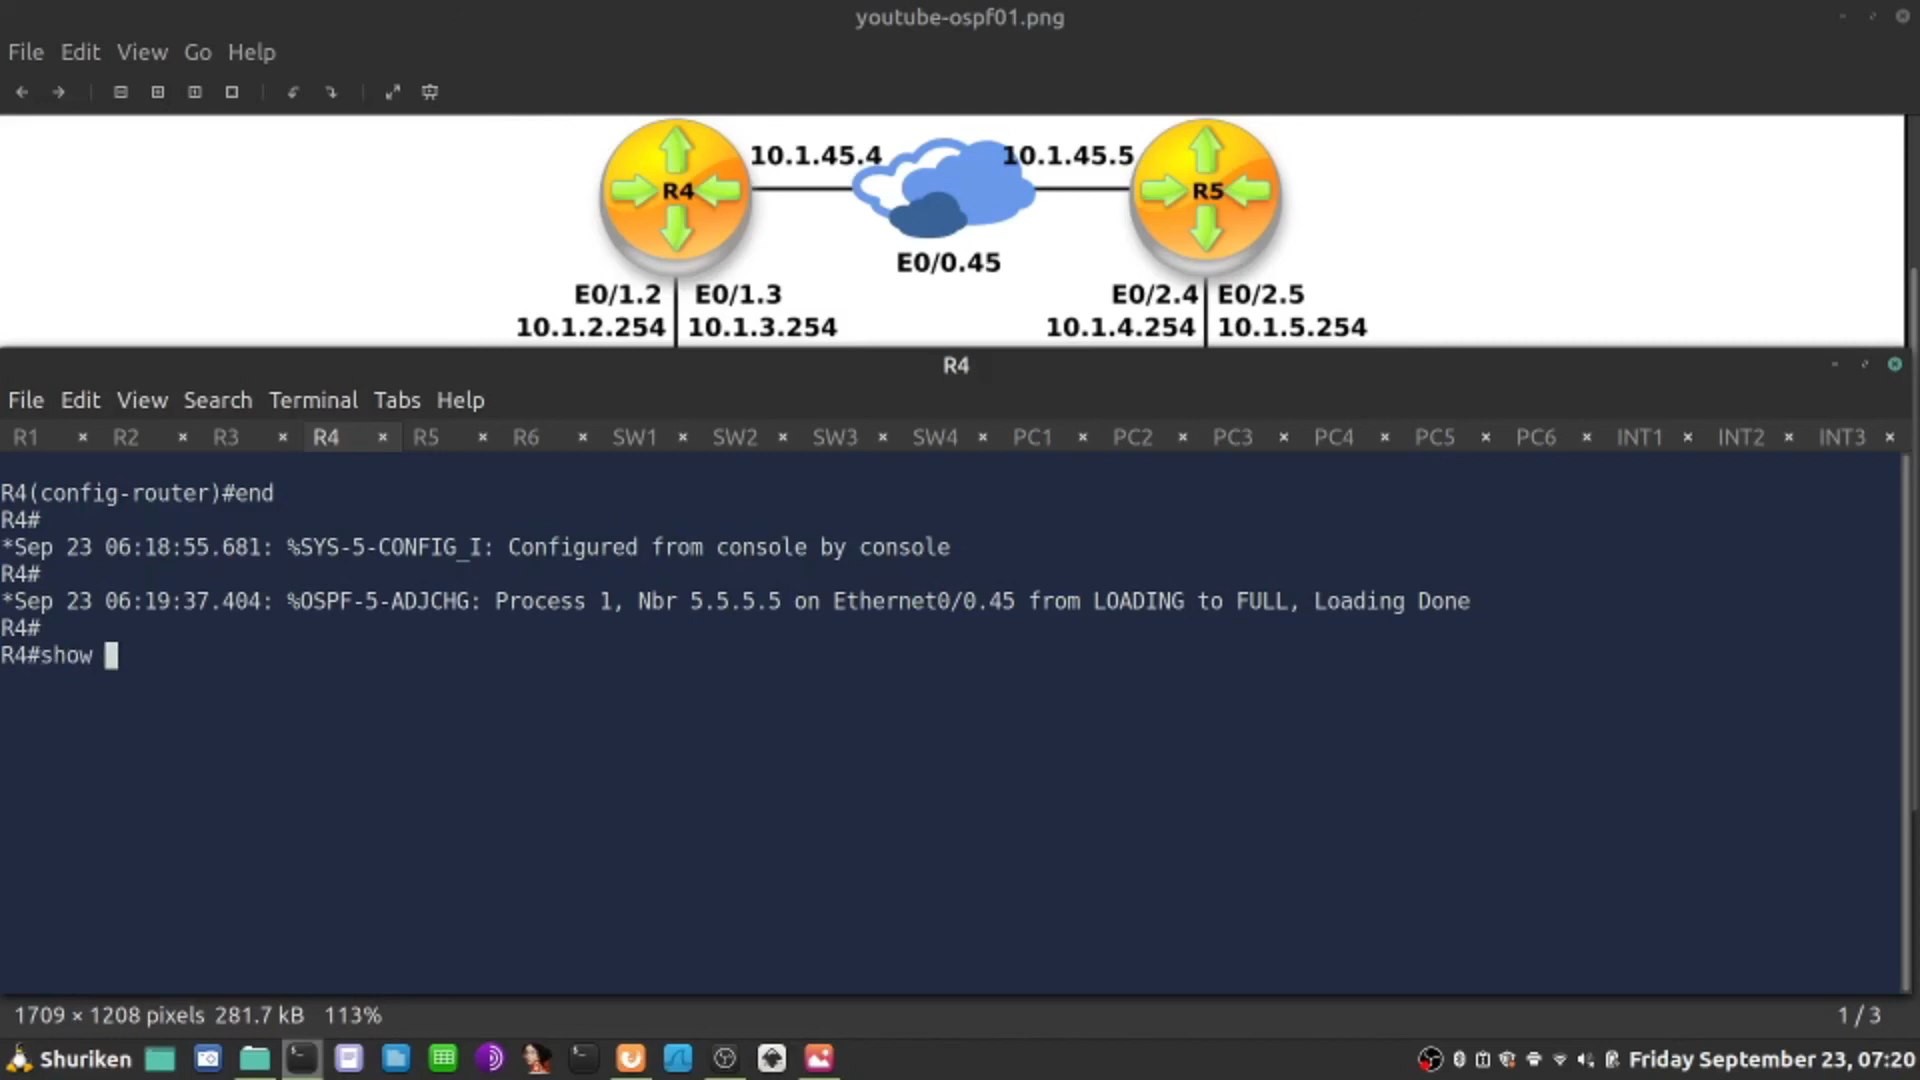 youtube-ospf01.png
File Edit View Go Help
10.1.45.4 10.1.45.5
R4 R5
E0/0.45
E0/1.2 E0/1.3 E0/2.4 E0/2.5
10.1.2.254 10.1.3.254 10.1.4.254 10.1.5.254
R4
File Edit View Search Terminal Tabs Help
R1 × R2 × R3 × R4 × R5 × R6 × SW1 × SW2 × SW3 × SW4 × PC1 × PC2 × PC3 × PC4 × PC5 × PC6 × INT1 × INT2 × INT3 ×
R4(config-router)#end
R4#
*Sep 23 06:18:55.681: %SYS-5-CONFIG_I: Configured from console by console
R4#
*Sep 23 06:19:37.404: %OSPF-5-ADJCHG: Process 1, Nbr 5.5.5.5 on Ethernet0/0.45 from LOADING to FULL, Loading Done
R4#
R4#show
1709 × 1208 pixels 281.7 kB 113% 1 / 3
Shuriken Friday September 23, 07:20